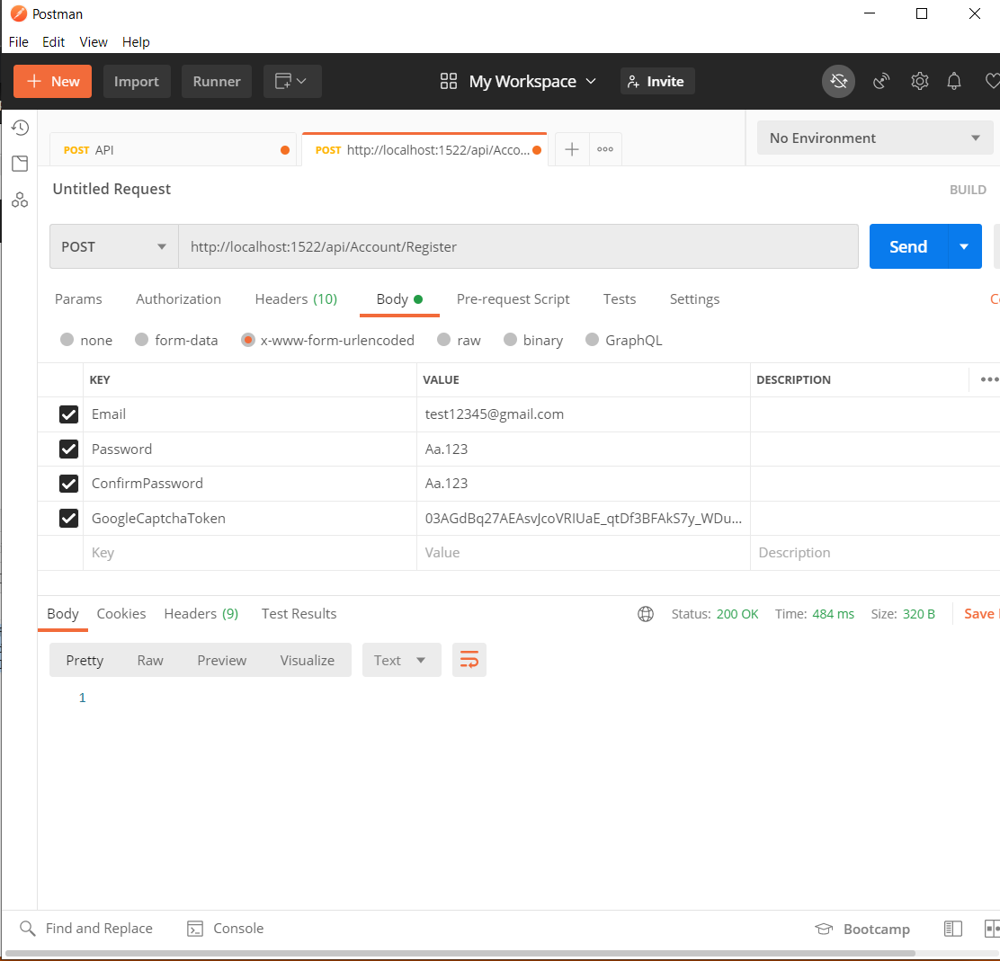 Postman
File Edit View Help
New Import Runner My Workspace Invite
POST API POST http://localhost:1522/api/Acco... No Environment
Untitled Request BUILD
POST http://localhost:1522/api/Account/Register Send
Params Authorization Headers (10) Body Pre-request Script Tests Settings
none form-data x-www-form-urlencoded raw binary GraphQL
KEY VALUE DESCRIPTION
Email test12345@gmail.com
Password Aa.123
ConfirmPassword Aa.123
GoogleCaptchaToken 03AGdBq27AEAsvJcoVRIUaE_qtDf3BFAkS7y_WDu...
Key Value Description
Body Cookies Headers (9) Test Results Status: 200 OK Time: 484 ms Size: 320 B Save
Pretty Raw Preview Visualize Text
1
Find and Replace Console Bootcamp